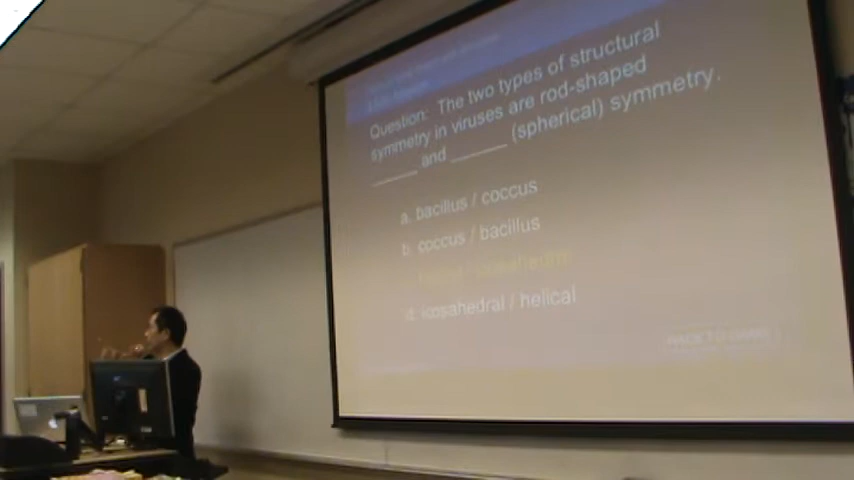 Question: The two types of structural
symmetry in viruses are rod-shaped
______ and ______ (spherical) symmetry.
a. bacillus / coccus
b. coccus / bacillus
d. icosahedral / helical